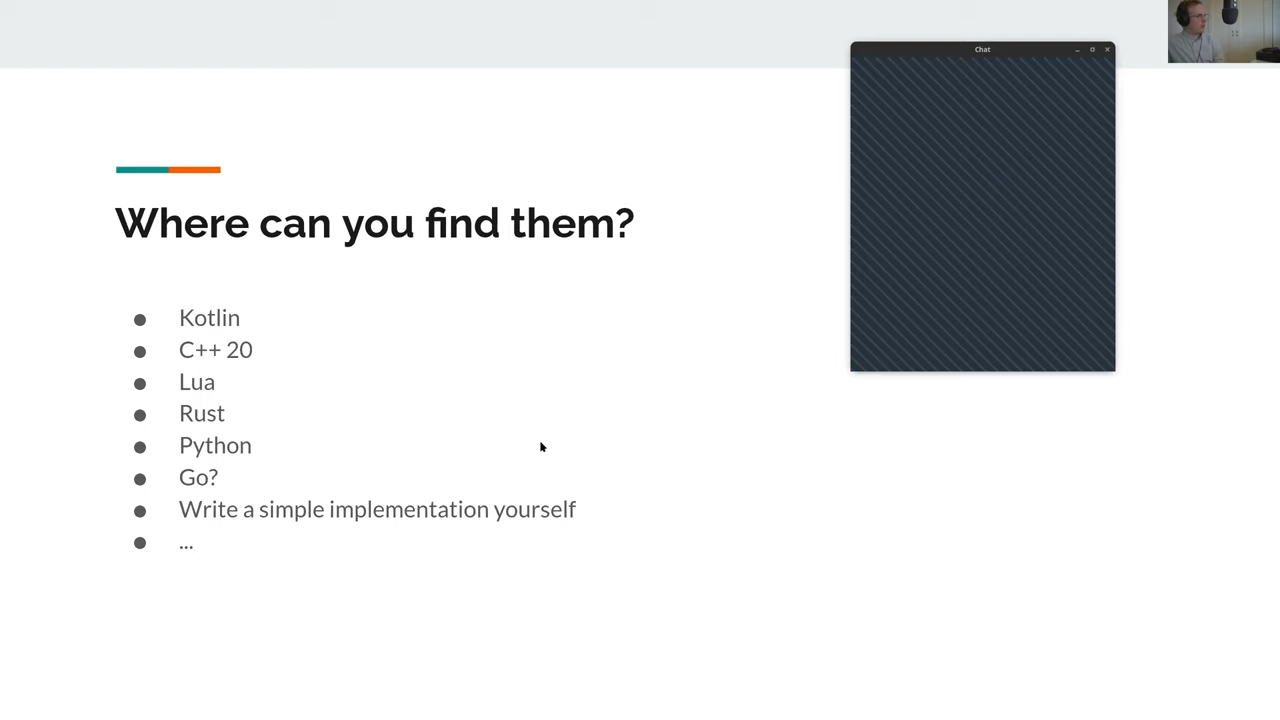 Chat
Where can you find them?
● Kotlin
● C++ 20
● Lua
● Rust
● Python
● Go?
● Write a simple implementation yourself
● ...